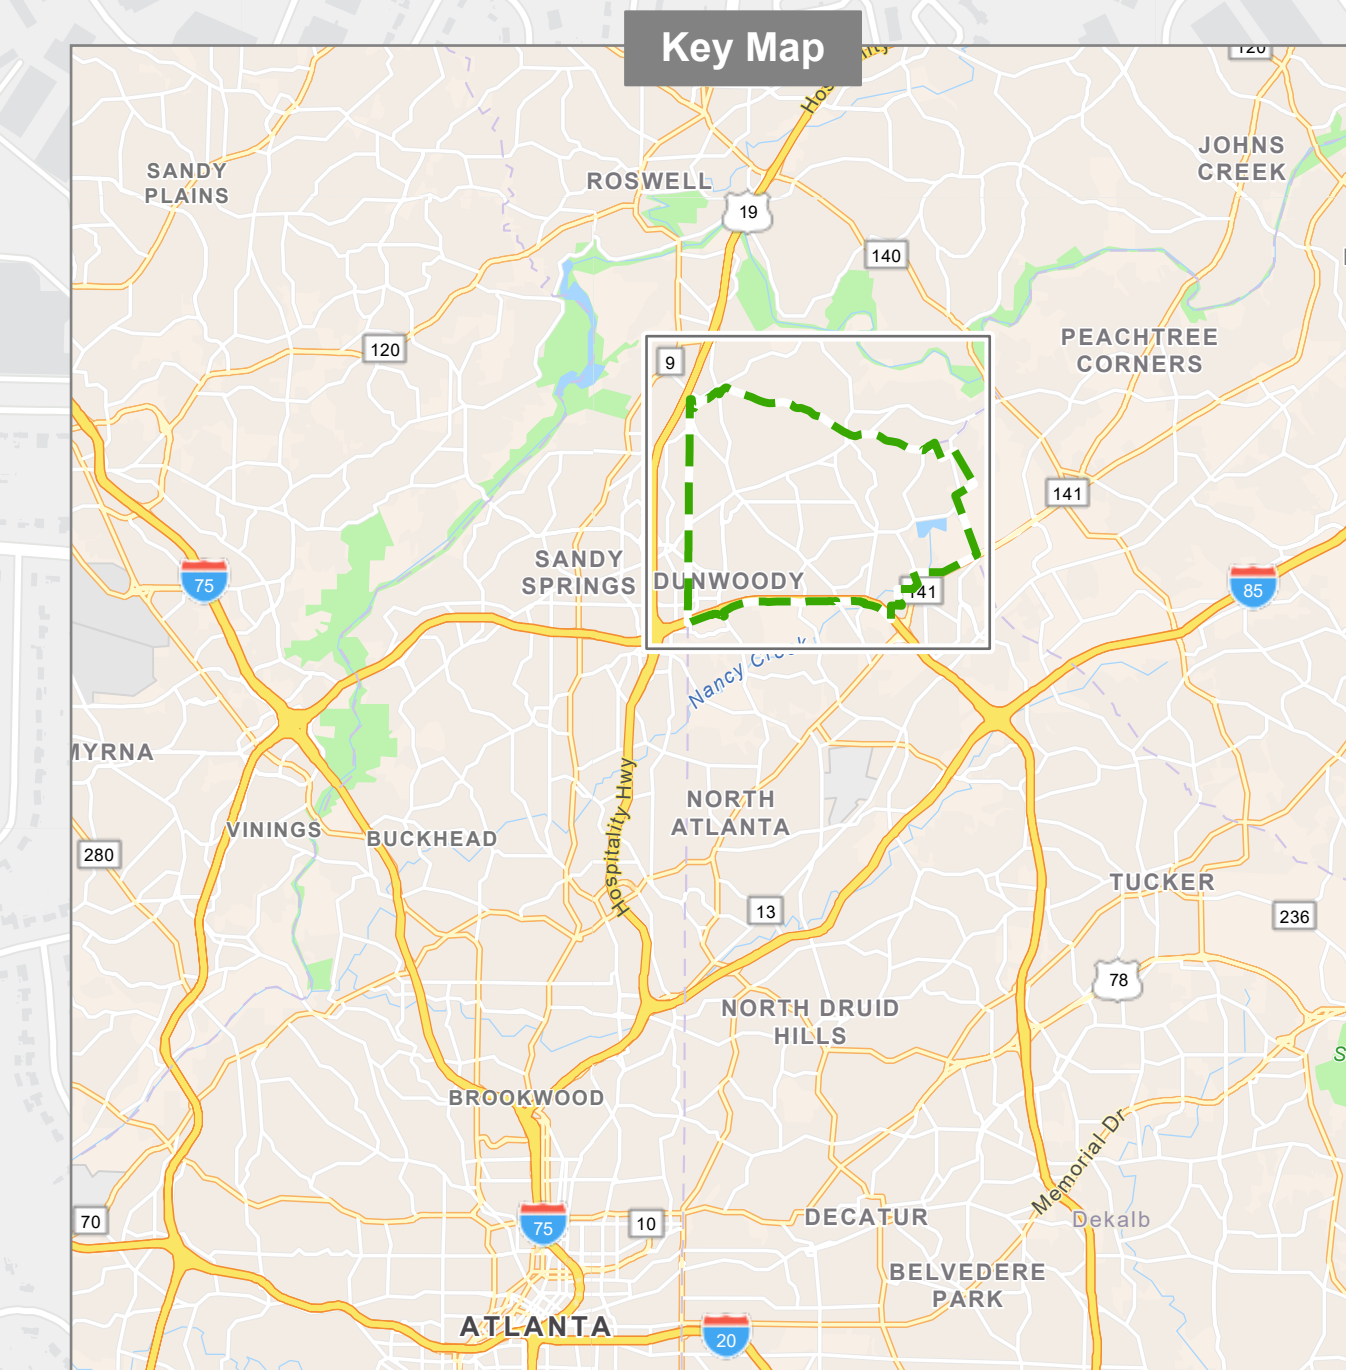 Key Map
120
Hospitality
SANDY
PLAINS
ROSWELL
JOHNS
CREEK
19
140
120
9
PEACHTREE
CORNERS
141
SANDY
SPRINGS
DUNWOODY
75
141
85
Nancy Creek
MYRNA
Hospitality Hwy
NORTH
ATLANTA
VININGS
BUCKHEAD
280
TUCKER
13
236
78
NORTH DRUID
HILLS
BROOKWOOD
Memorial Dr
70
75
10
DECATUR
Dekalb
BELVEDERE
PARK
ATLANTA
20